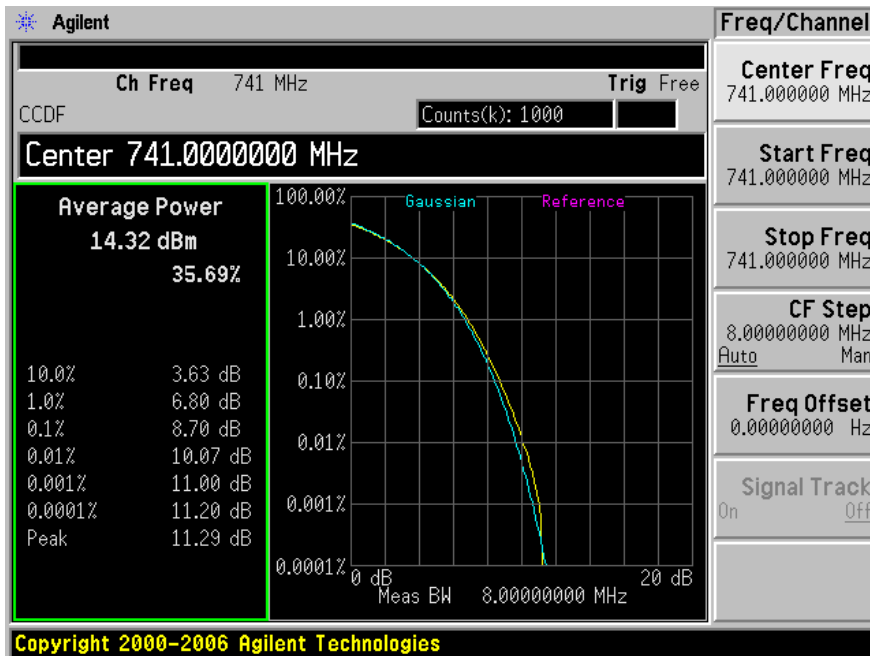 Agilent
Freq/Channel
Ch Freq 741 MHz Trig Free
CCDF Counts(k): 1000
Center 741.0000000 MHz
Average Power
14.32 dBm
35.69%
10.0% 3.63 dB
1.0% 6.80 dB
0.1% 8.70 dB
0.01% 10.07 dB
0.001% 11.00 dB
0.0001% 11.20 dB
Peak 11.29 dB
100.00% Gaussian Reference
10.00%
1.00%
0.10%
0.01%
0.001%
0.0001%
0 dB 20 dB
Meas BW 8.00000000 MHz
Center Freq
741.000000 MHz
Start Freq
741.000000 MHz
Stop Freq
741.000000 MHz
CF Step
8.00000000 MHz
Auto Man
Freq Offset
0.00000000 Hz
Signal Track
On Off
Copyright 2000-2006 Agilent Technologies